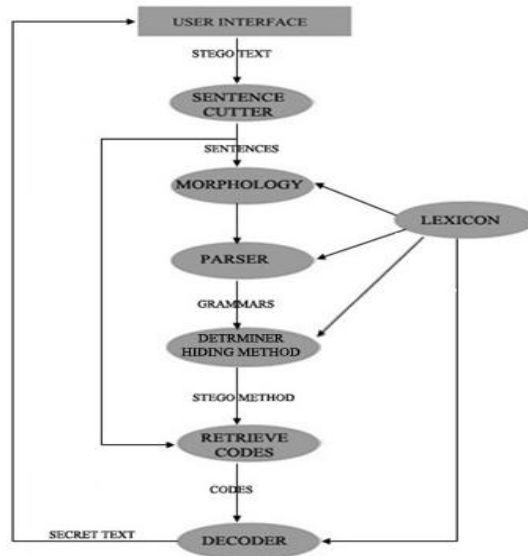 USER INTERFACE
STEGO TEXT
SENTENCE
CUTTER
SENTENCES
MORPHOLOGY
LEXICON
PARSER
GRAMMARS
DETRMINER
HIDING METHOD
STEGO METHOD
RETRIEVE
CODES
CODES
SECRET TEXT
DECODER